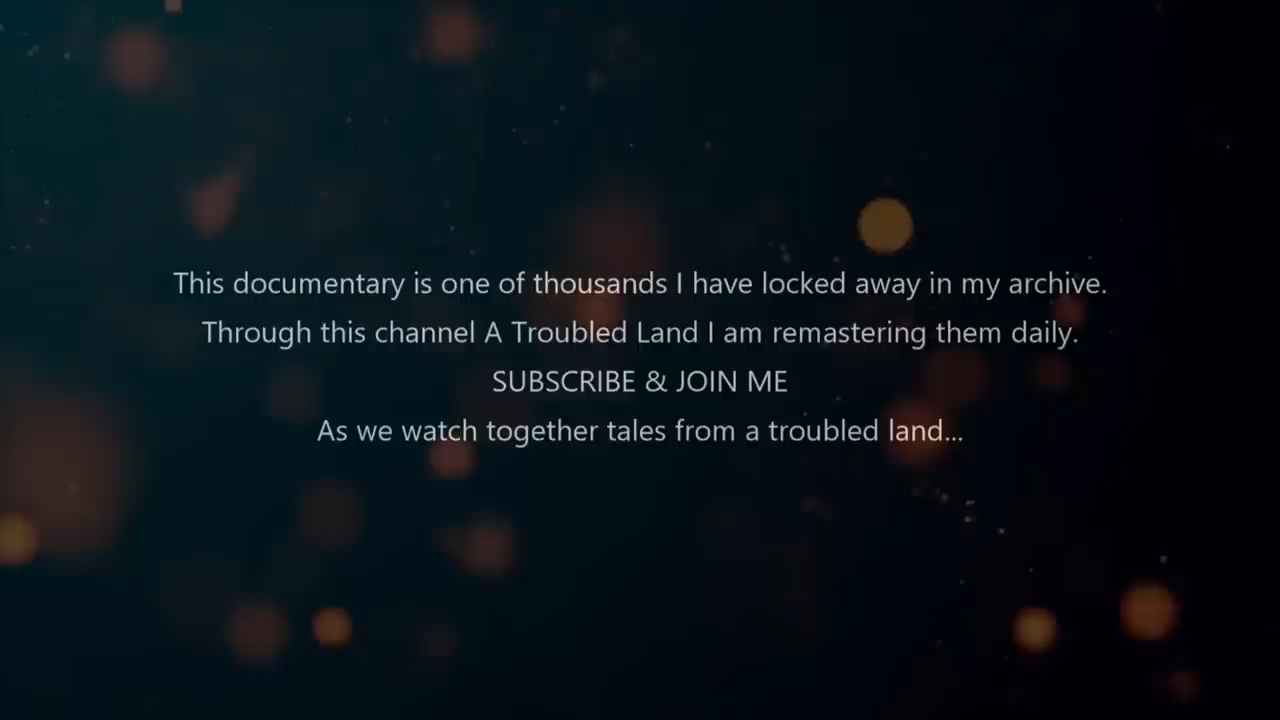 This documentary is one of thousands I have locked away in my archive.
Through this channel A Troubled Land I am remastering them daily.
SUBSCRIBE & JOIN ME
As we watch together tales from a troubled land...